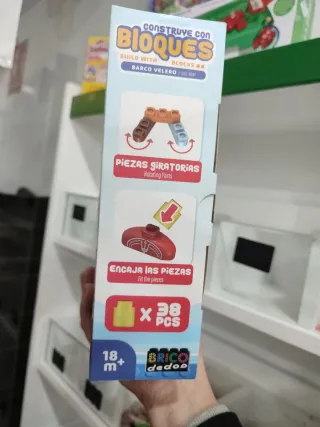 CONSTRUYE CON
BLOQUES
BUILD WITH BLOCKS
BARCO VELERO
PIEZAS GIRATORIAS
Rotating Parts
ENCAJA LAS PIEZAS
Fit the pieces
X 38
PCS
18
m+
BRICO
dedos